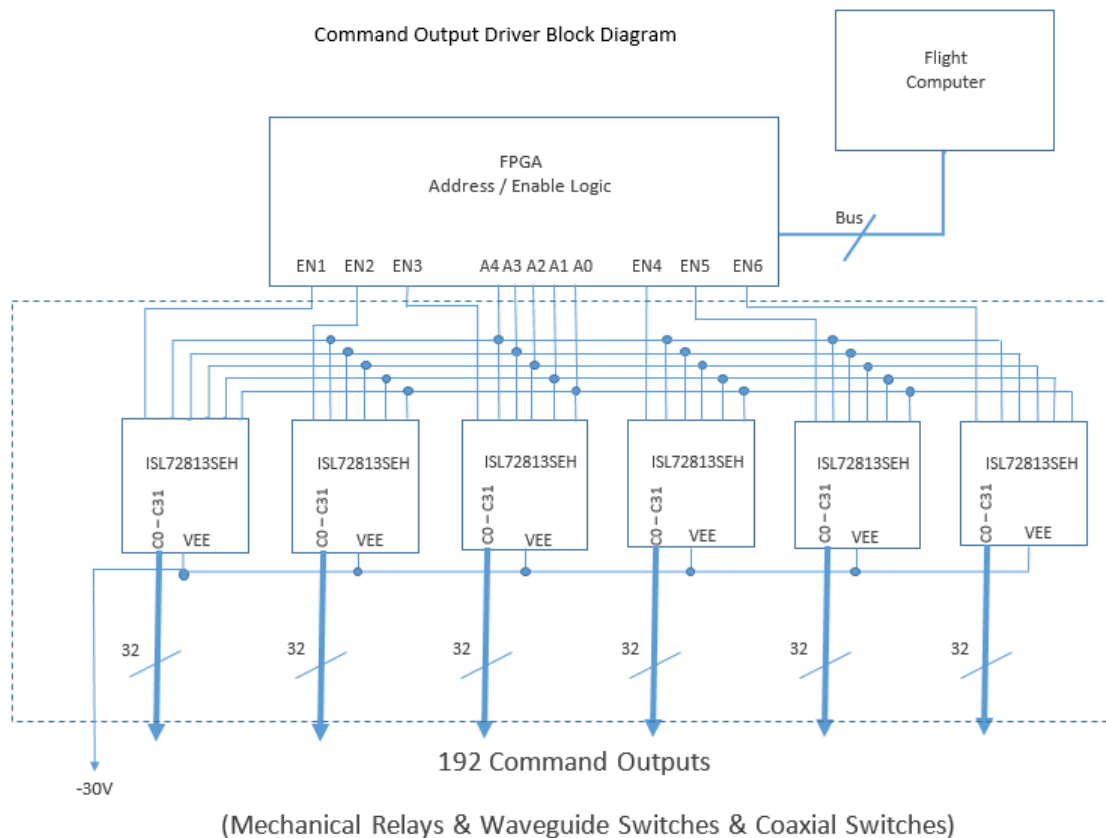 Command Output Driver Block Diagram
Flight
Computer
FPGA
Address / Enable Logic
Bus
EN1 EN2 EN3 A4 A3 A2 A1 A0 EN4 EN5 EN6
ISL72813SEH ISL72813SEH ISL72813SEH ISL72813SEH ISL72813SEH ISL72813SEH
C0 – C31 C0 – C31 C0 – C31 C0 – C31 C0 – C31 C0 – C31
VEE VEE VEE VEE VEE VEE
32 32 32 32 32 32
192 Command Outputs
-30V
(Mechanical Relays & Waveguide Switches & Coaxial Switches)